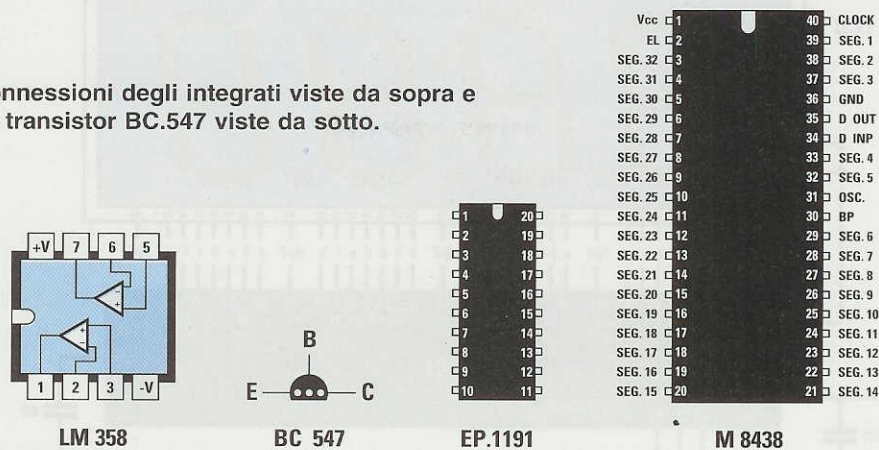 onnessioni degli integrati viste da sopra e
transistor BC.547 viste da sotto.
+V 7 6 5
1 2 3 -V
LM 358
B
E C
BC 547
1 20
2 19
3 18
4 17
5 16
6 15
7 14
8 13
9 12
10 11
EP.1191
Vcc 1 40 CLOCK
EL 2 39 SEG. 1
SEG. 32 3 38 SEG. 2
SEG. 31 4 37 SEG. 3
SEG. 30 5 36 GND
SEG. 29 6 35 D OUT
SEG. 28 7 34 D INP
SEG. 27 8 33 SEG. 4
SEG. 26 9 32 SEG. 5
SEG. 25 10 31 OSC.
SEG. 24 11 30 BP
SEG. 23 12 29 SEG. 6
SEG. 22 13 28 SEG. 7
SEG. 21 14 27 SEG. 8
SEG. 20 15 26 SEG. 9
SEG. 19 16 25 SEG. 10
SEG. 18 17 24 SEG. 11
SEG. 17 18 23 SEG. 12
SEG. 16 19 22 SEG. 13
SEG. 15 20 21 SEG. 14
M 8438